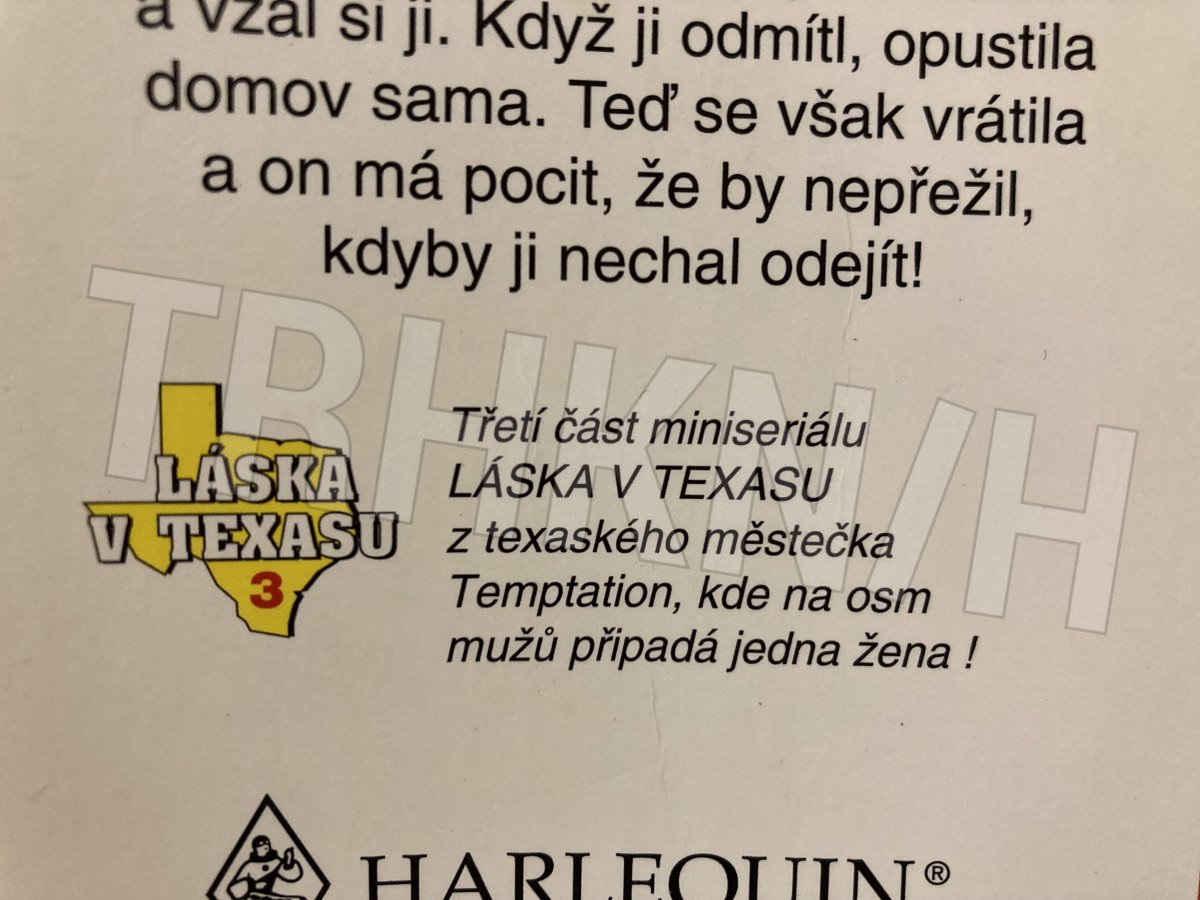 a vzal si ji. Když ji odmítl, opustila
domov sama. Teď se však vrátila
a on má pocit, že by nepřežil,
kdyby ji nechal odejít!
TRHKN/H
LÁSKA
V TEXASU
3
Třetí část miniseriálu
LÁSKA V TEXASU
z texaského městečka
Temptation, kde na osm
mužů připadá jedna žena !
HARLEQUIN®